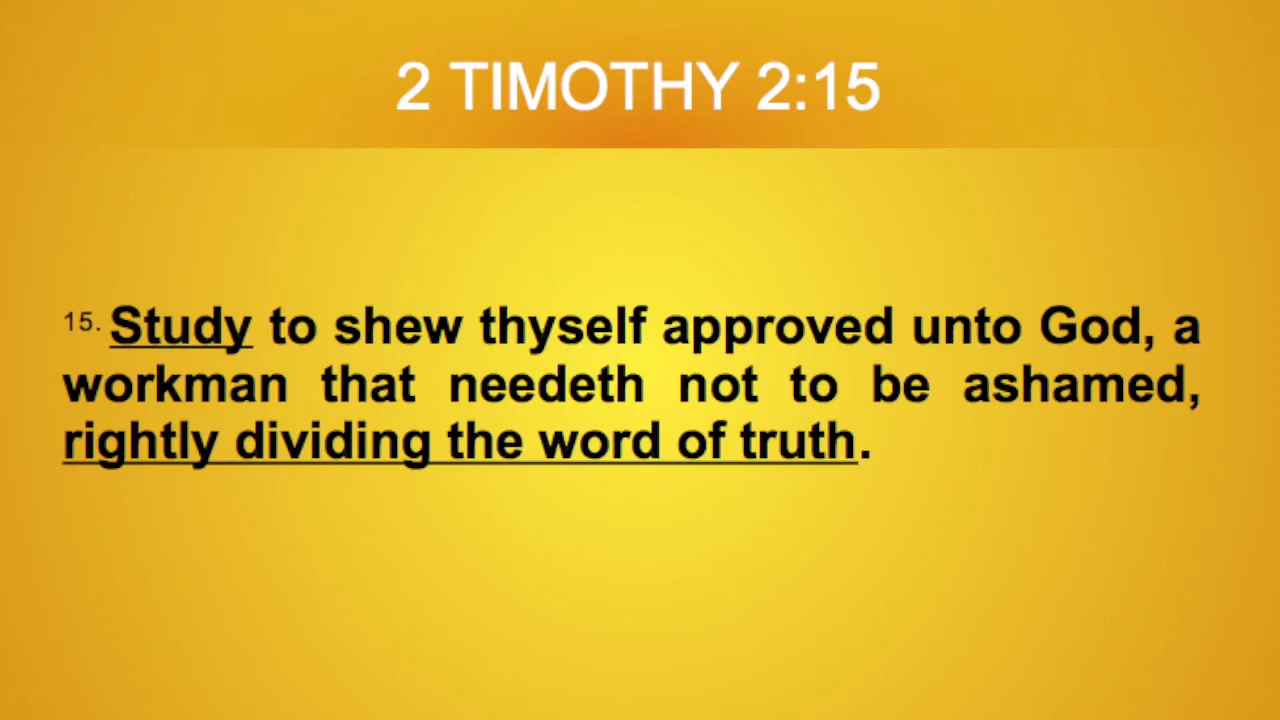 2 TIMOTHY 2:15
15. Study to shew thyself approved unto God, a
workman that needeth not to be ashamed,
rightly dividing the word of truth.